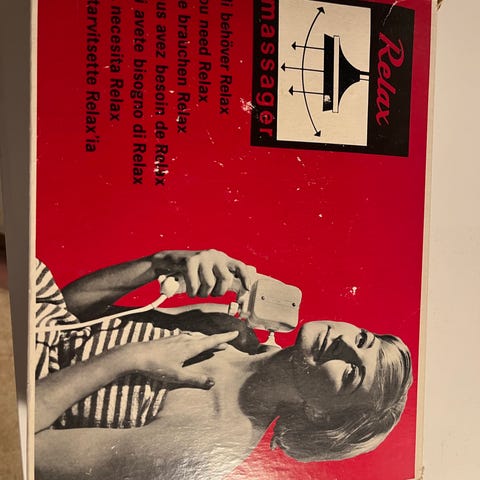 Relax
massager
behöver Relax
ou need Relax
e brauchen Relax
us avez besoin de Relax
i avete bisogno di Relax
necesita Relax
tarvitsette Relax'ia